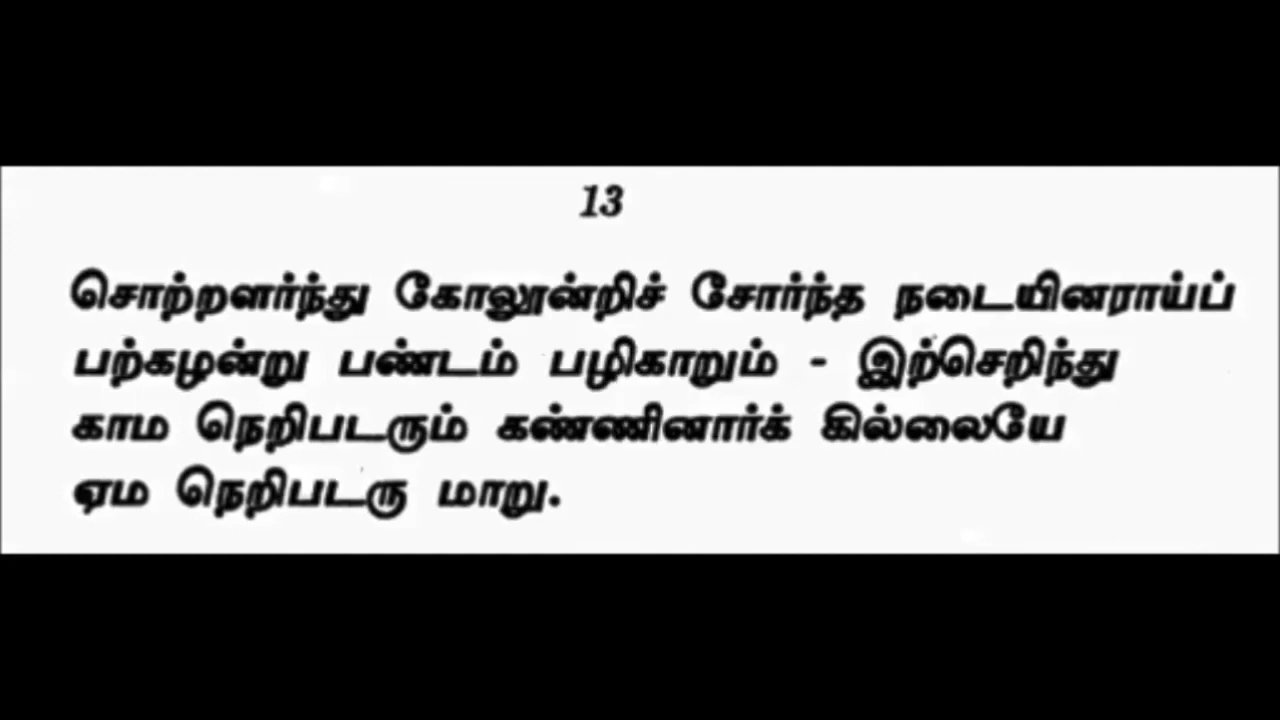 13
சொற்றளர்ந்து கோலூன்றிச் சோர்ந்த நடையினராய்ப்
பற்கழன்று பண்டம் பழிகாறும் - இற்செறிந்து
காம நெறிபடரும் கண்ணினார்க் கில்லையே
ஏம நெறிபடரு மாறு.